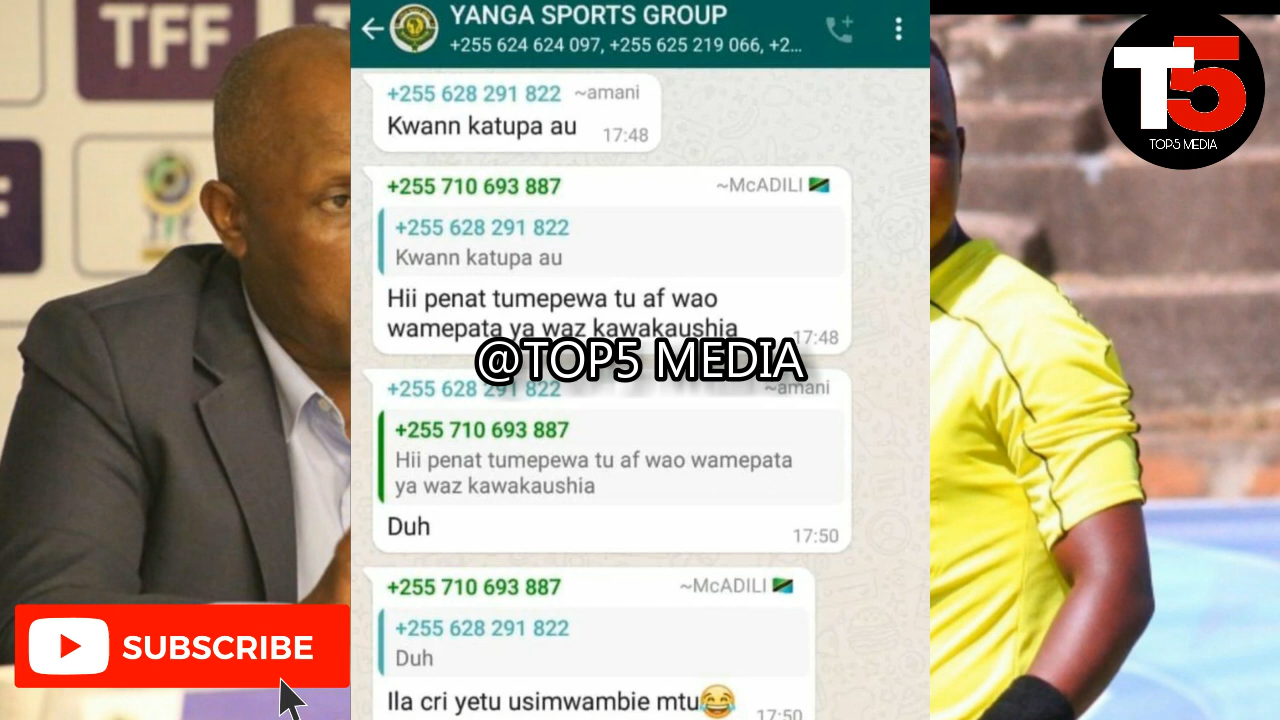 TFF
F
YANGA SPORTS GROUP
+255 624 624 097, +255 625 219 066, +2...
+255 628 291 822 ~amani
Kwann katupa au 17:48
+255 710 693 887 ~McADILI
+255 628 291 822
Kwann katupa au
Hii penat tumepewa tu af wao
wamepata ya waz kawakaushia 17:48
@TOP5 MEDIA
+255 628 291 822 ~amani
+255 710 693 887
Hii penat tumepewa tu af wao wamepata
ya waz kawakaushia
Duh 17:50
+255 710 693 887 ~McADILI
+255 628 291 822
Duh
Ila cri yetu usimwambie mtu😂 17:50
T5
TOP5 MEDIA
SUBSCRIBE